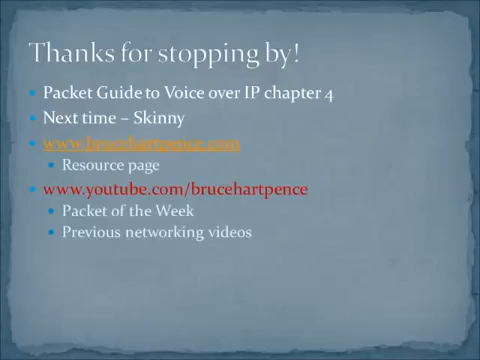 Thanks for stopping by!
Packet Guide to Voice over IP chapter 4
Next time – Skinny
www.brucehartpence.com
Resource page
www.youtube.com/brucehartpence
Packet of the Week
Previous networking videos